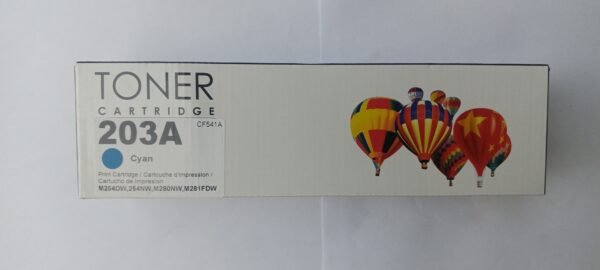 TONER
CARTRIDGE
203A
CF541A
Cyan
Print Cartridge / Cartouche d'impression /
Cartucho de impresion
M254DW,254NW,M280NW,M281FDW